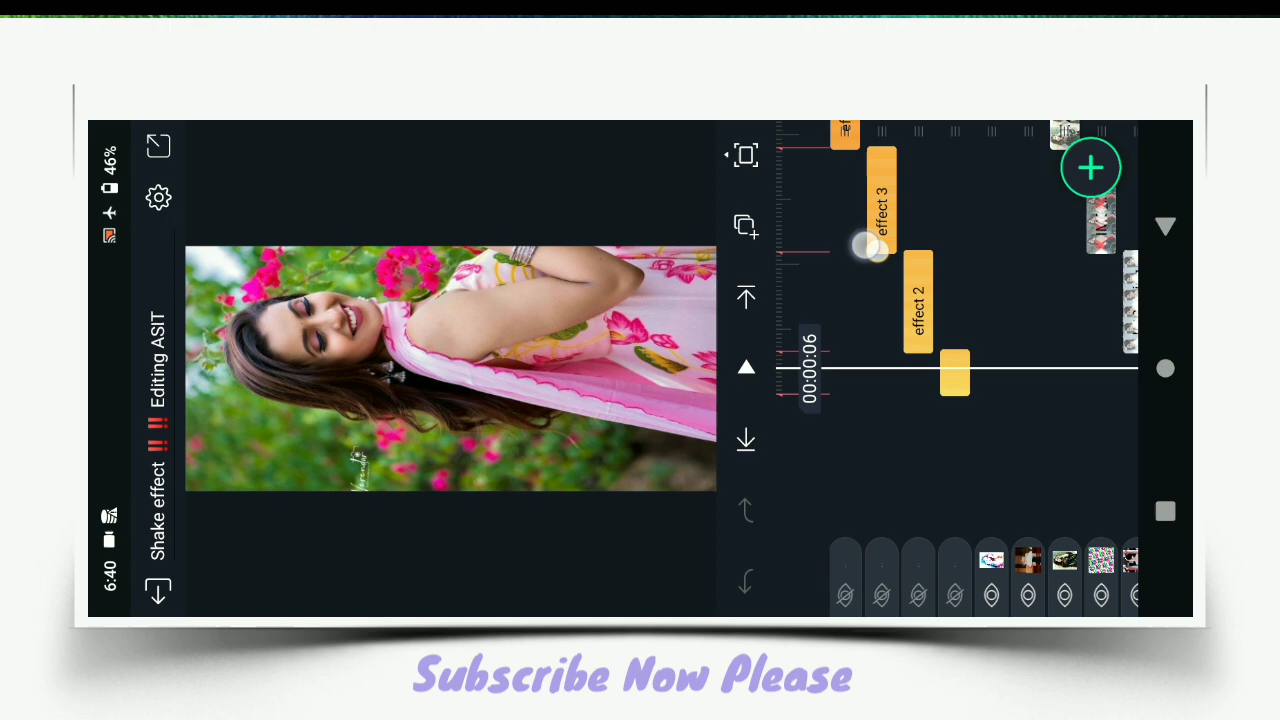 6:40
46%
Shake effect !!! !!! Editing ASIT
00:00:06
effect 3
effect 2
Subscribe Now Please